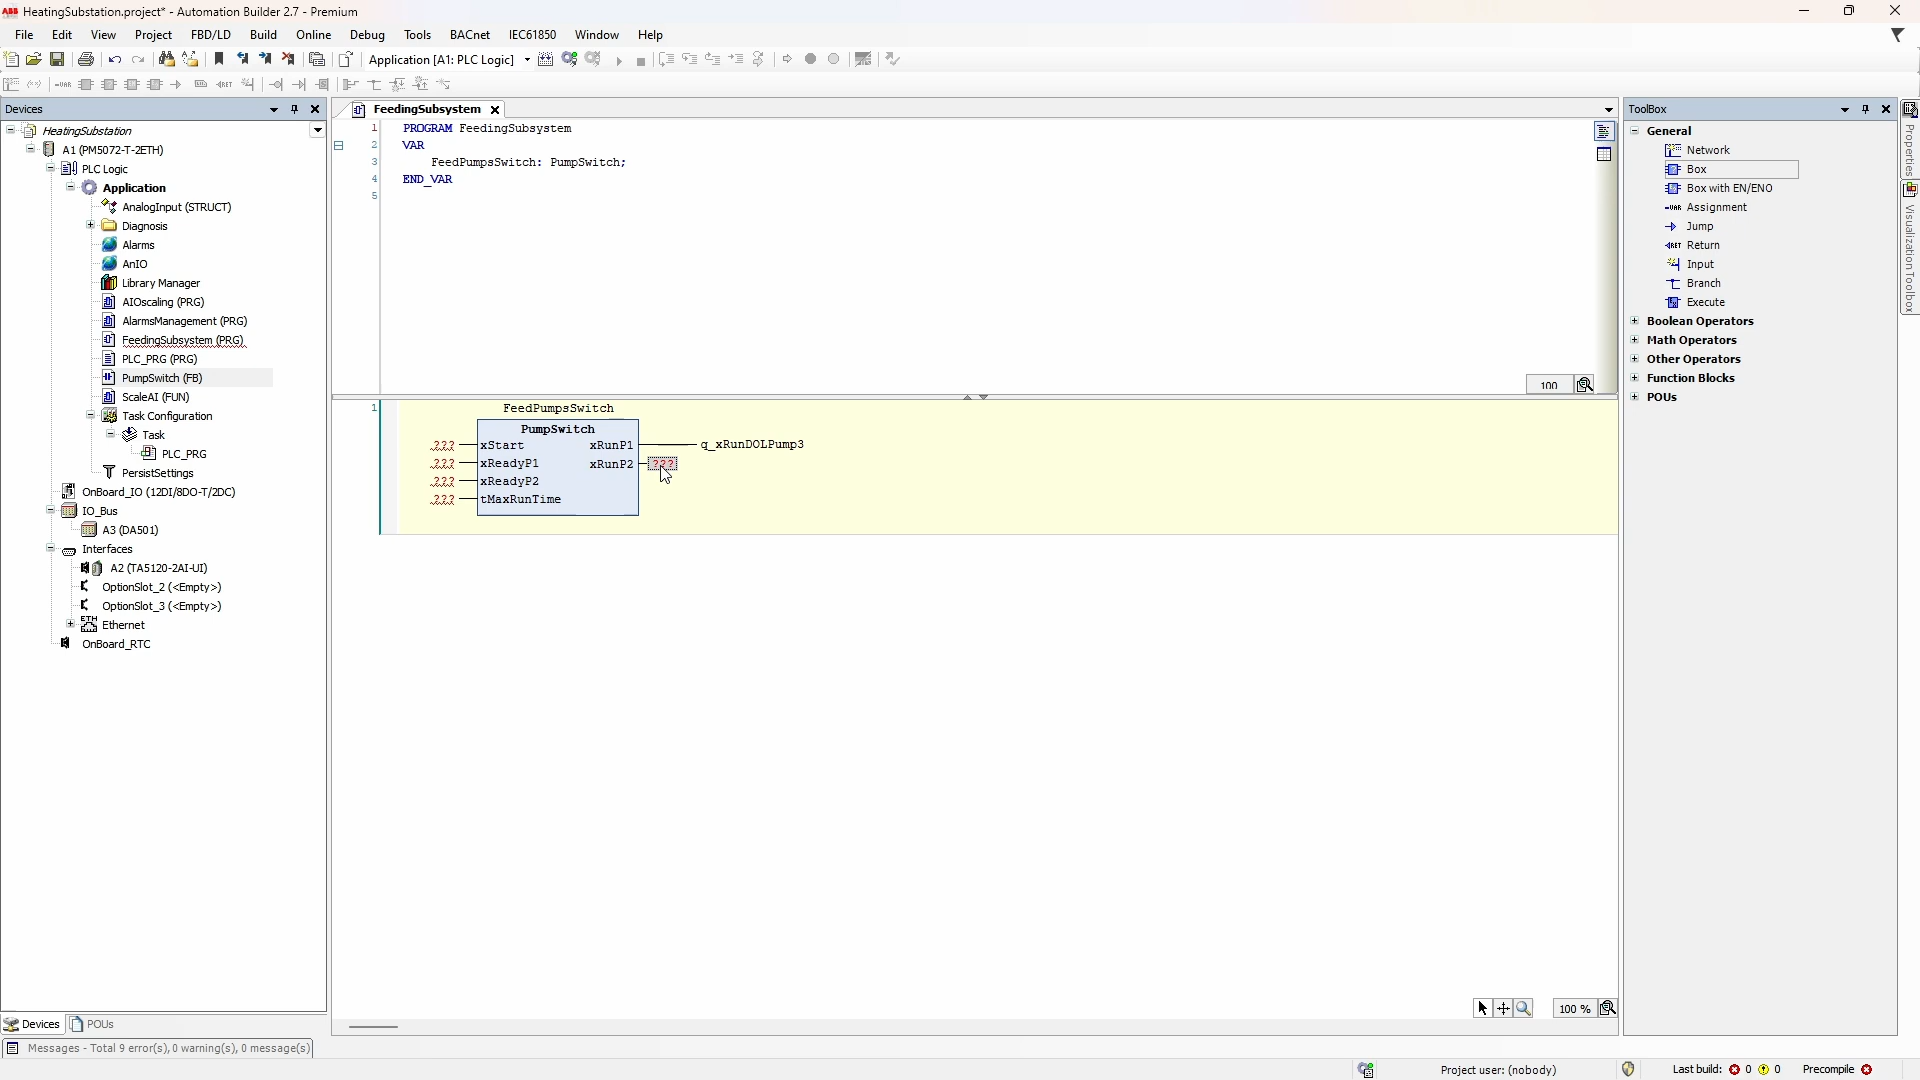 ABB HeatingSubstation.project* - Automation Builder 2.7 - Premium
File Edit View Project FBD/LD Build Online Debug Tools BACnet IEC61850 Window Help
Application [A1: PLC Logic]
Devices
HeatingSubstation
A1 (PM5072-T-2ETH)
PLC Logic
Application
AnalogInput (STRUCT)
Diagnosis
Alarms
AnIO
Library Manager
AIOscaling (PRG)
AlarmsManagement (PRG)
FeedingSubsystem (PRG)
PLC_PRG (PRG)
PumpSwitch (FB)
ScaleAI (FUN)
Task Configuration
Task
PLC_PRG
PersistSettings
OnBoard_IO (12DI/8DO-T/2DC)
IO_Bus
A3 (DA501)
Interfaces
A2 (TA5120-2AI-UI)
OptionSlot_2 (<Empty>)
OptionSlot_3 (<Empty>)
Ethernet
OnBoard_RTC
Devices POUs
Messages - Total 9 error(s), 0 warning(s), 0 message(s)
FeedingSubsystem
1 PROGRAM FeedingSubsystem
2 VAR
3 FeedPumpsSwitch: PumpSwitch;
4 END_VAR
5
100
1
FeedPumpsSwitch
PumpSwitch
??? xStart xRunP1 q_xRunDOLPump3
??? xReadyP1 xRunP2 ???
??? xReadyP2
??? tMaxRunTime
100 %
ToolBox
General
Network
Box
Box with EN/ENO
Assignment
Jump
Return
Input
Branch
Execute
Boolean Operators
Math Operators
Other Operators
Function Blocks
POUs
Properties
Visualization Toolbox
Project user: (nobody)
Last build: 0 0 Precompile